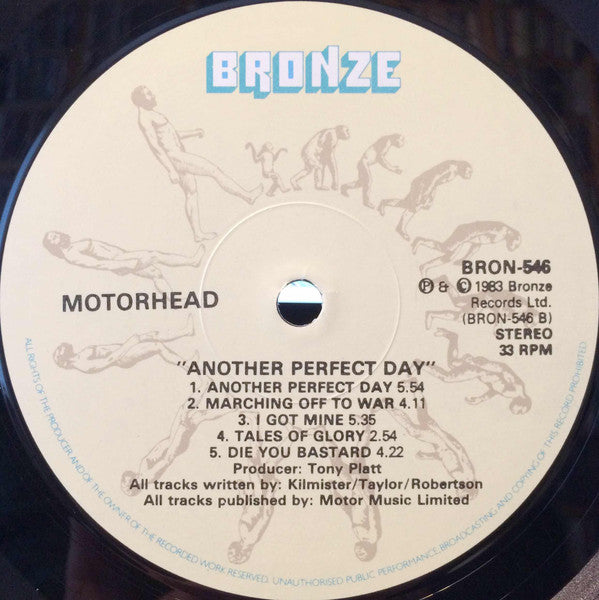 BRONZE
MOTORHEAD
BRON-546
℗ & © 1983 Bronze
Records Ltd.
(BRON-546 B)
STEREO
33 RPM
"ANOTHER PERFECT DAY"
1. ANOTHER PERFECT DAY 5.54
2. MARCHING OFF TO WAR 4.11
3. I GOT MINE 5.35
4. TALES OF GLORY 2.54
5. DIE YOU BASTARD 4.22
Producer: Tony Platt
All tracks written by: Kilmister/Taylor/Robertson
All tracks published by: Motor Music Limited
ALL RIGHTS OF THE PRODUCER AND OF THE OWNER OF THE RECORDED WORK RESERVED. UNAUTHORISED PUBLIC PERFORMANCE, BROADCASTING AND COPYING OF THIS RECORD PROHIBITED